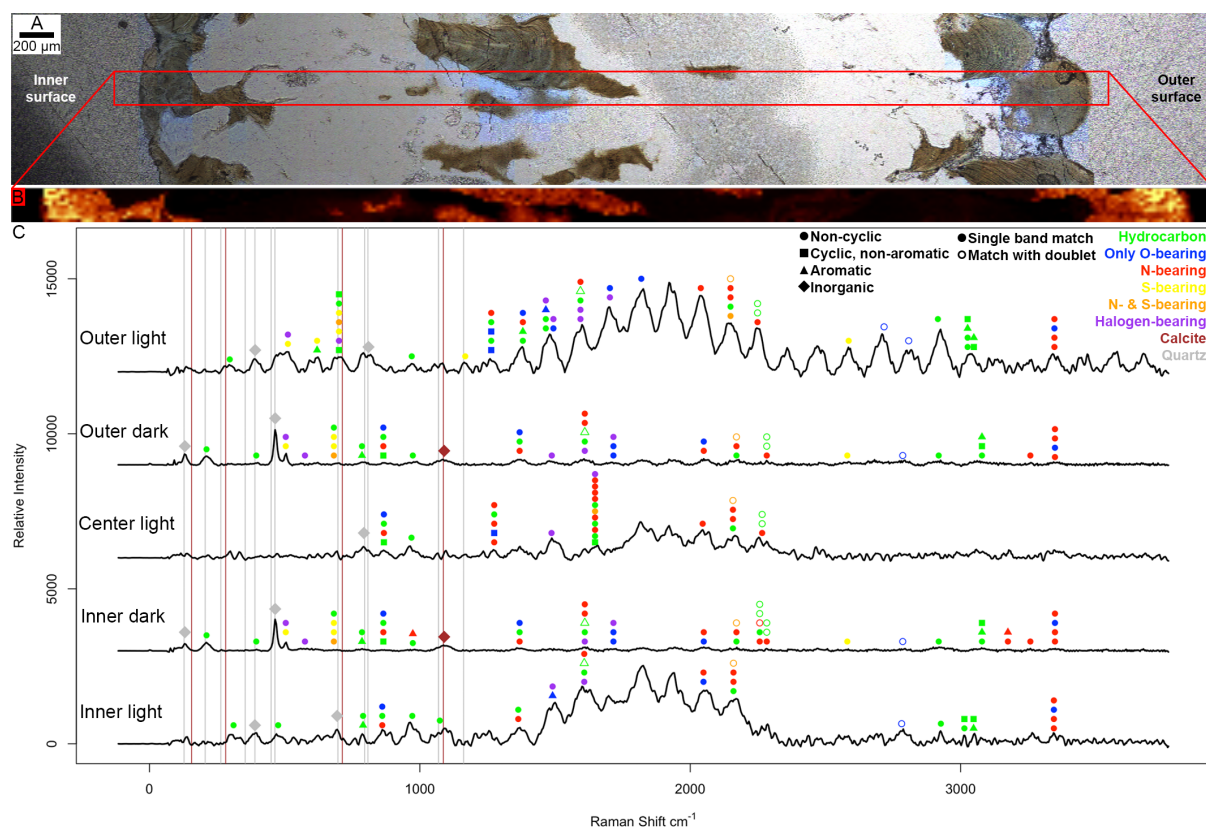 A
200 µm
Inner
surface
Outer
surface
B
C
Non-cyclic
Cyclic, non-aromatic
Aromatic
Inorganic
Single band match
Match with doublet
Hydrocarbon
Only O-bearing
N-bearing
S-bearing
N- & S-bearing
Halogen-bearing
Calcite
Quartz
15000
Outer light
10000
Outer dark
Center light
5000
Inner dark
Inner light
0
Relative Intensity
0 1000 2000 3000
Raman Shift cm-1